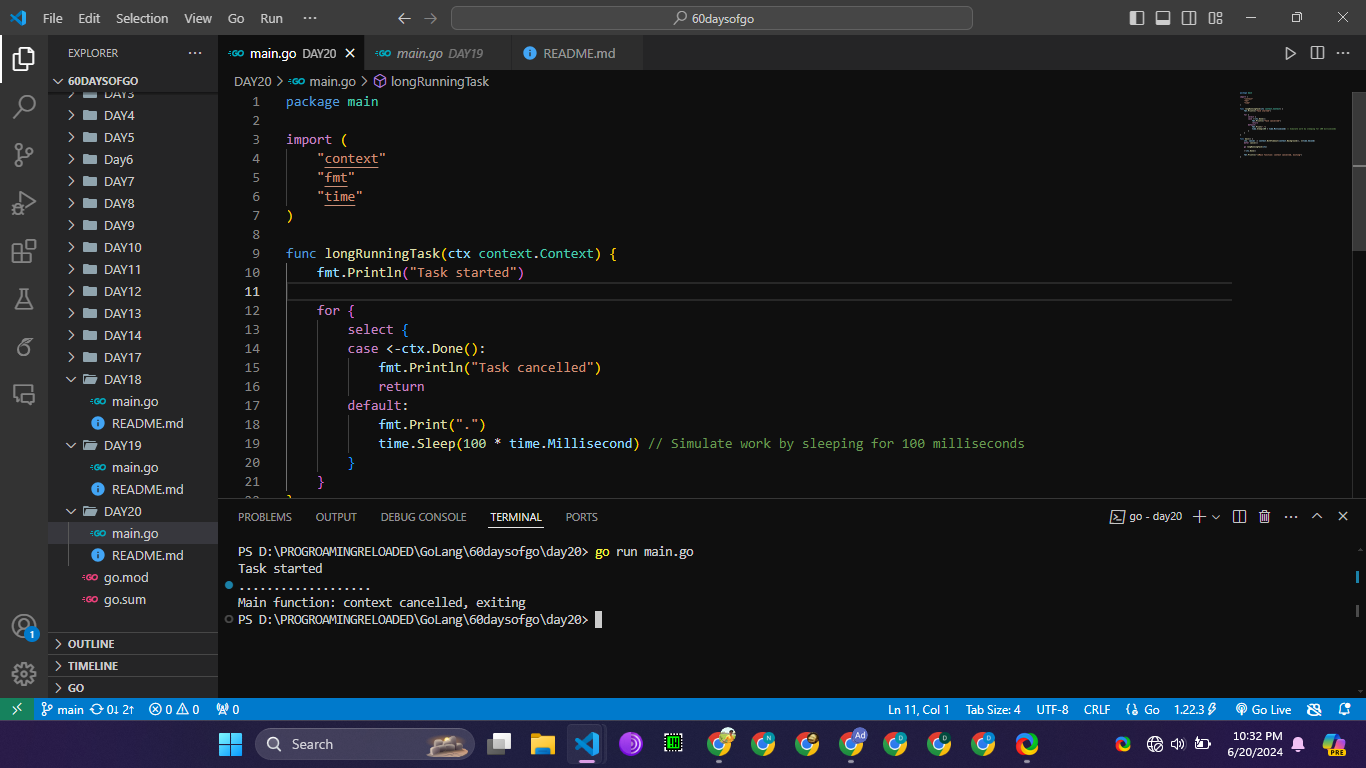 File Edit Selection View Go Run ··· 60daysofgo
EXPLORER ···
60DAYSOFGO
DAY3
DAY4
DAY5
Day6
DAY7
DAY8
DAY9
DAY10
DAY11
DAY12
DAY13
DAY14
DAY17
DAY18
main.go
README.md
DAY19
main.go
README.md
DAY20
main.go
README.md
go.mod
go.sum
OUTLINE
TIMELINE
GO
main.go DAY20 main.go DAY19 README.md
DAY20 > main.go > longRunningTask
1 package main
2
3 import (
4 "context"
5 "fmt"
6 "time"
7 )
8
9 func longRunningTask(ctx context.Context) {
10 fmt.Println("Task started")
11
12 for {
13 select {
14 case <-ctx.Done():
15 fmt.Println("Task cancelled")
16 return
17 default:
18 fmt.Print(".")
19 time.Sleep(100 * time.Millisecond) // Simulate work by sleeping for 100 milliseconds
20 }
21 }
PROBLEMS OUTPUT DEBUG CONSOLE TERMINAL PORTS go - day20
PS D:\PROGROAMINGRELOADED\GoLang\60daysofgo\day20> go run main.go
Task started
...................
Main function: context cancelled, exiting
PS D:\PROGROAMINGRELOADED\GoLang\60daysofgo\day20>
1
main 0↓ 2↑ 0 0 0 Ln 11, Col 1 Tab Size: 4 UTF-8 CRLF Go 1.22.3 Go Live
Search
10:32 PM
6/20/2024
PRE